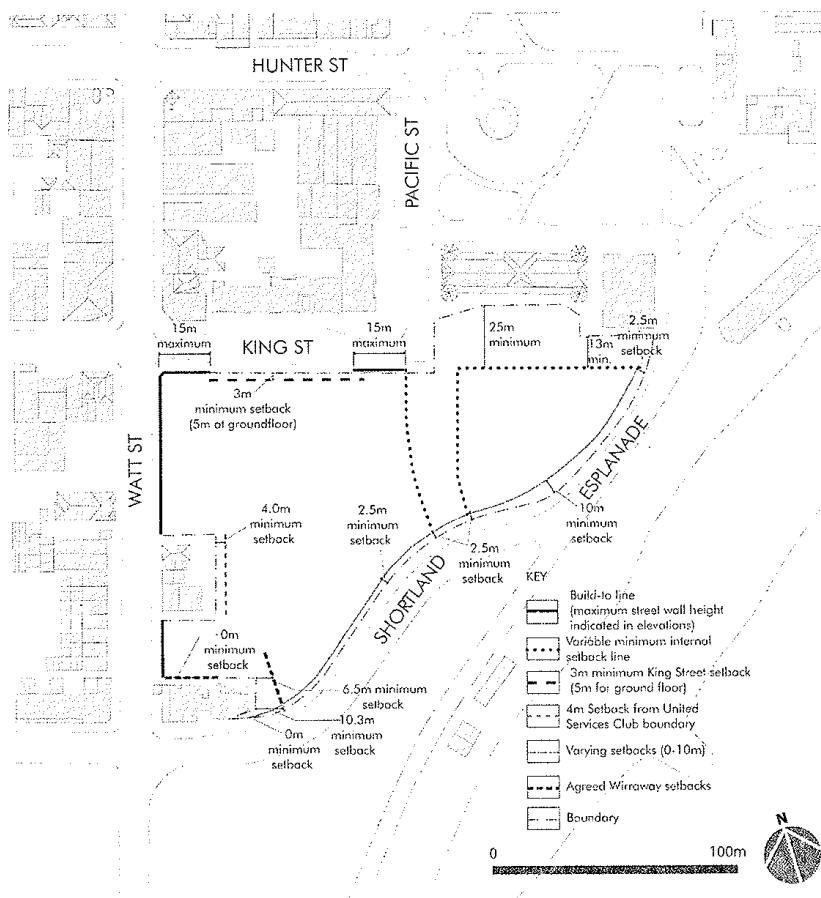 HUNTER ST
PACIFIC ST
15m
maximum
KING ST
15m
maximum
25m
minimum
13m
min.
2.5m
minimum
setback
3m
minimum setback
(5m at groundfloor)
WATT ST
4.0m
minimum
setback
2.5m
minimum
setback
ESPLANADE
10m
minimum
setback
2.5m
minimum
setback
SHORTLAND
0m
minimum
setback
6.5m minimum
setback
10.3m
minimum
setback
0m
minimum
setback
KEY
Build-to line
(maximum street wall height
indicated in elevations)
Variable minimum internal
setback line
3m minimum King Street setback
(5m for ground floor)
4m Setback from United
Services Club boundary
Varying setbacks (0-10m)
Agreed Wirraway setbacks
Boundary
N
0
100m